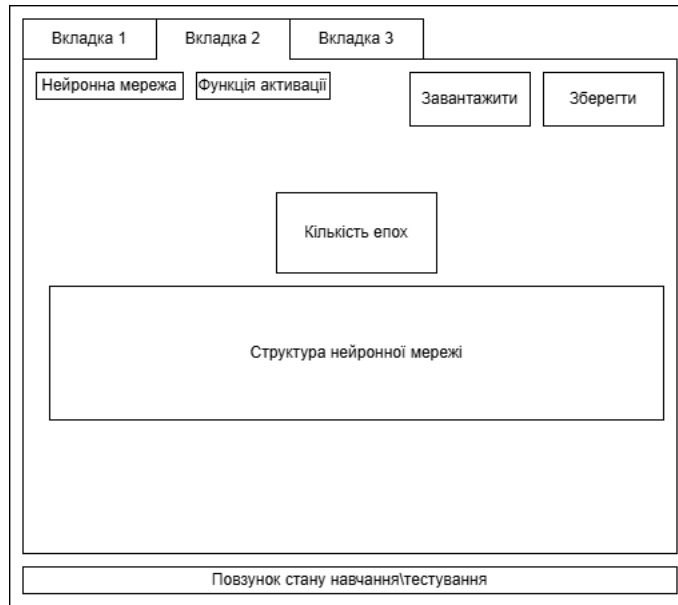 Вкладка 1
Вкладка 2
Вкладка 3
Нейронна мережа
Функція активації
Завантажити
Зберегти
Кількість епох
Структура нейронної мережі
Повзунок стану навчання\тестування